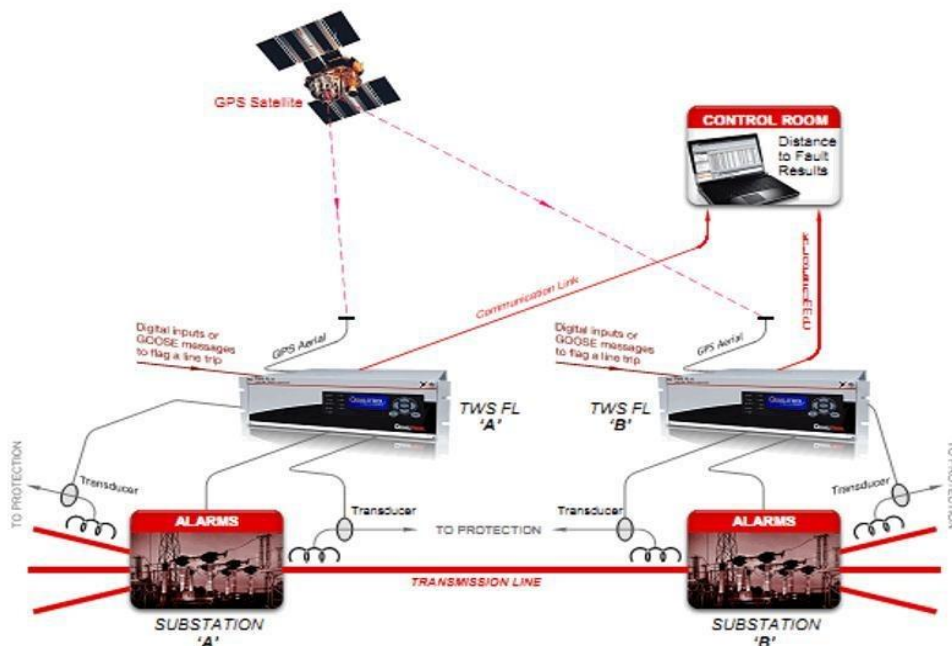 GPS Satellite
CONTROL ROOM
Distance
to Fault
Results
Communication Link
Digital inputs or
GOOSE messages
to flag a line trip
GPS Aerial
Digital inputs or
GOOSE messages
to flag a line trip
GPS Aerial
QUALITROL
TWS FL
'A'
TWS FL
'B'
TO PROTECTION
Transducer
Transducer
TO PROTECTION
Transducer
Transducer
ALARMS
ALARMS
TRANSMISSION LINE
SUBSTATION
'A'
SUBSTATION
'B'